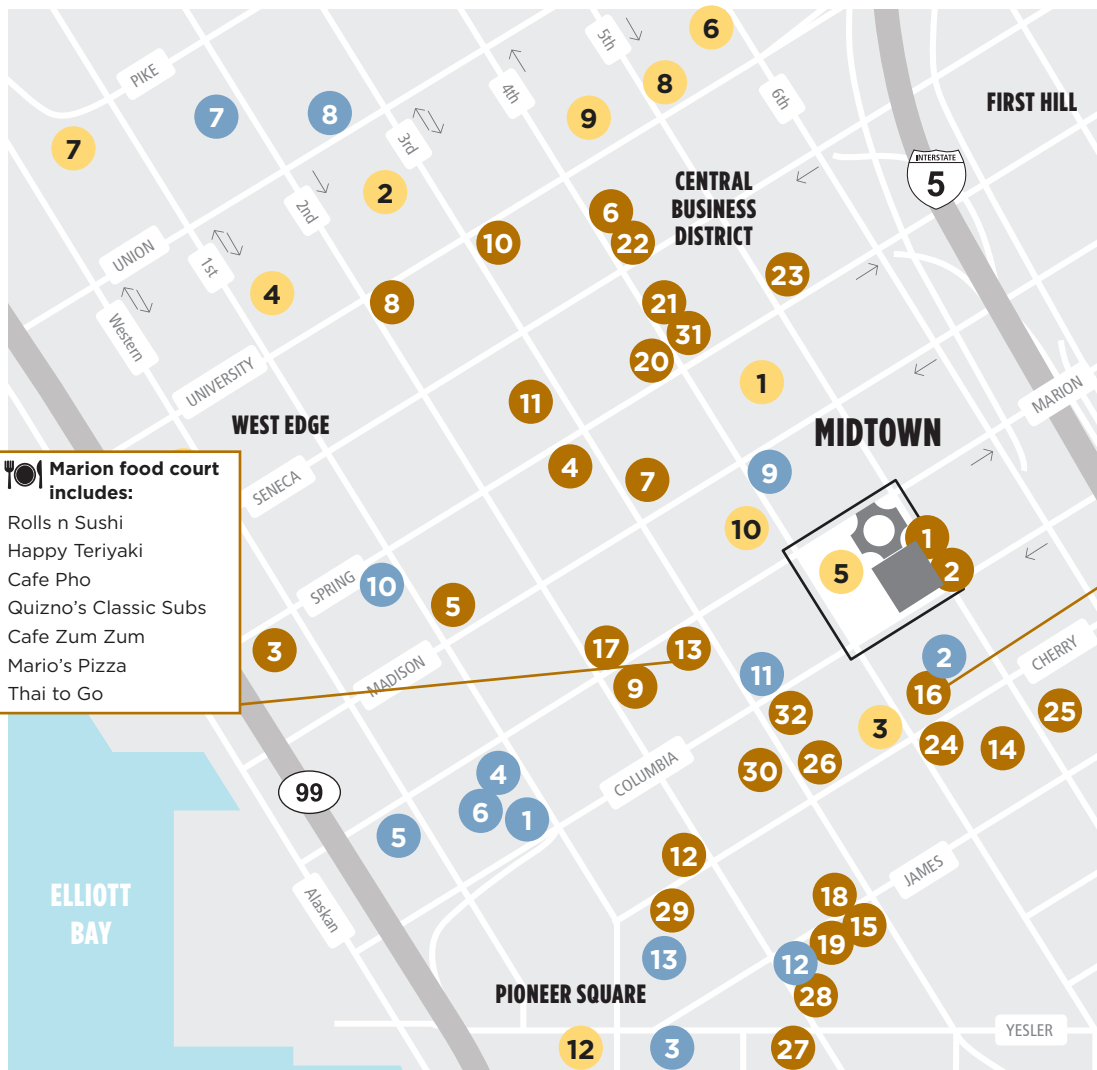 6
5th
8
PIKE
6th
4th
FIRST HILL
7
8
9
3rd
7
INTERSTATE
5
2
CENTRAL
BUSINESS
DISTRICT
2nd
6
22
10
UNION
1st
23
4
8
21
Western
31
20
UNIVERSITY
1
MARION
11
WEST EDGE
MIDTOWN
4
9
7
SENECA
Marion food court
includes:
Rolls n Sushi
Happy Teriyaki
Cafe Pho
Quizno's Classic Subs
Cafe Zum Zum
Mario's Pizza
Thai to Go
10
1
5
2
SPRING
10
5
3
17
13
2
CHERRY
MADISON
11
9
16
32
3
25
24
14
26
30
4
COLUMBIA
99
6
1
5
12
JAMES
18
ELLIOTT
BAY
Alaskan
29
15
19
13
12
PIONEER SQUARE
28
YESLER
12
3
27